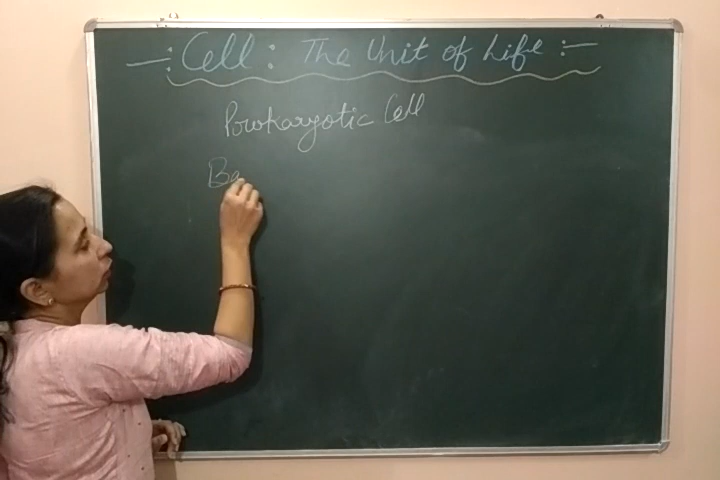 —: Cell : The Unit of Life :—
Prokaryotic Cell
Ba